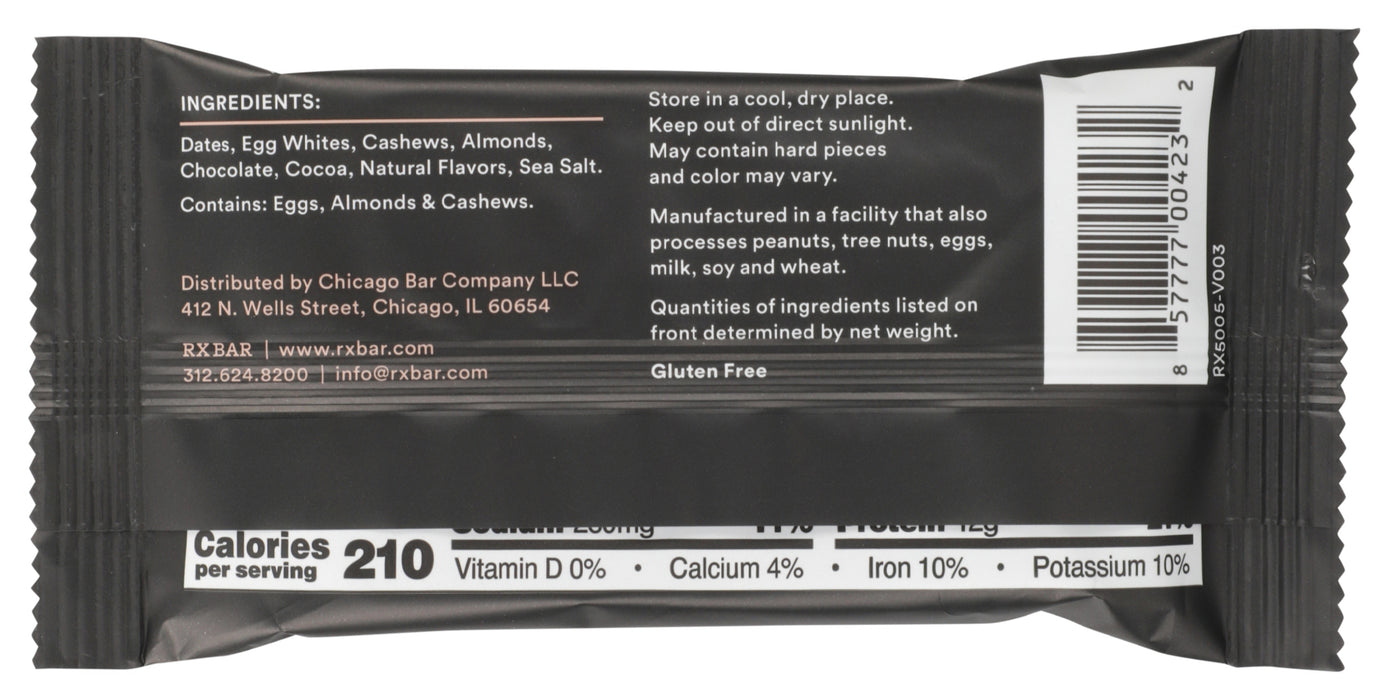 INGREDIENTS:
Dates, Egg Whites, Cashews, Almonds,
Chocolate, Cocoa, Natural Flavors, Sea Salt.
Contains: Eggs, Almonds & Cashews.
Distributed by Chicago Bar Company LLC
412 N. Wells Street, Chicago, IL 60654
RXBAR | www.rxbar.com
312.624.8200 | info@rxbar.com
Store in a cool, dry place.
Keep out of direct sunlight.
May contain hard pieces
and color may vary.
Manufactured in a facility that also
processes peanuts, tree nuts, eggs,
milk, soy and wheat.
Quantities of ingredients listed on
front determined by net weight.
Gluten Free
8 57777 00423 2
RX5005-V003
Sodium 260mg 11% Protein 12g
Calories
per serving 210
Vitamin D 0% • Calcium 4% • Iron 10% • Potassium 10%